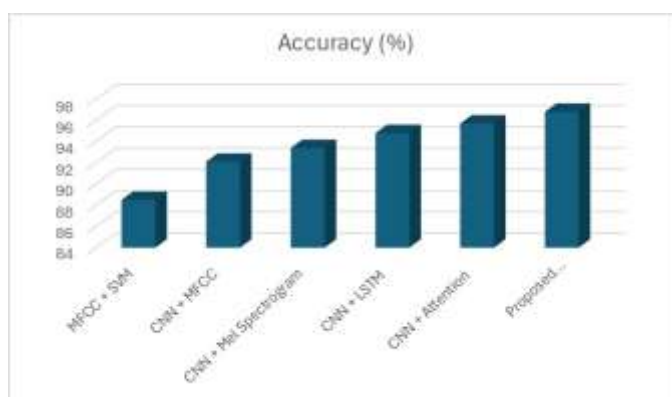 Accuracy (%)
98
96
94
92
90
88
86
84
MFCC + SVM
CNN + MFCC
CNN + Mel Spectrogram
CNN + LSTM
CNN + Attention
Proposed...